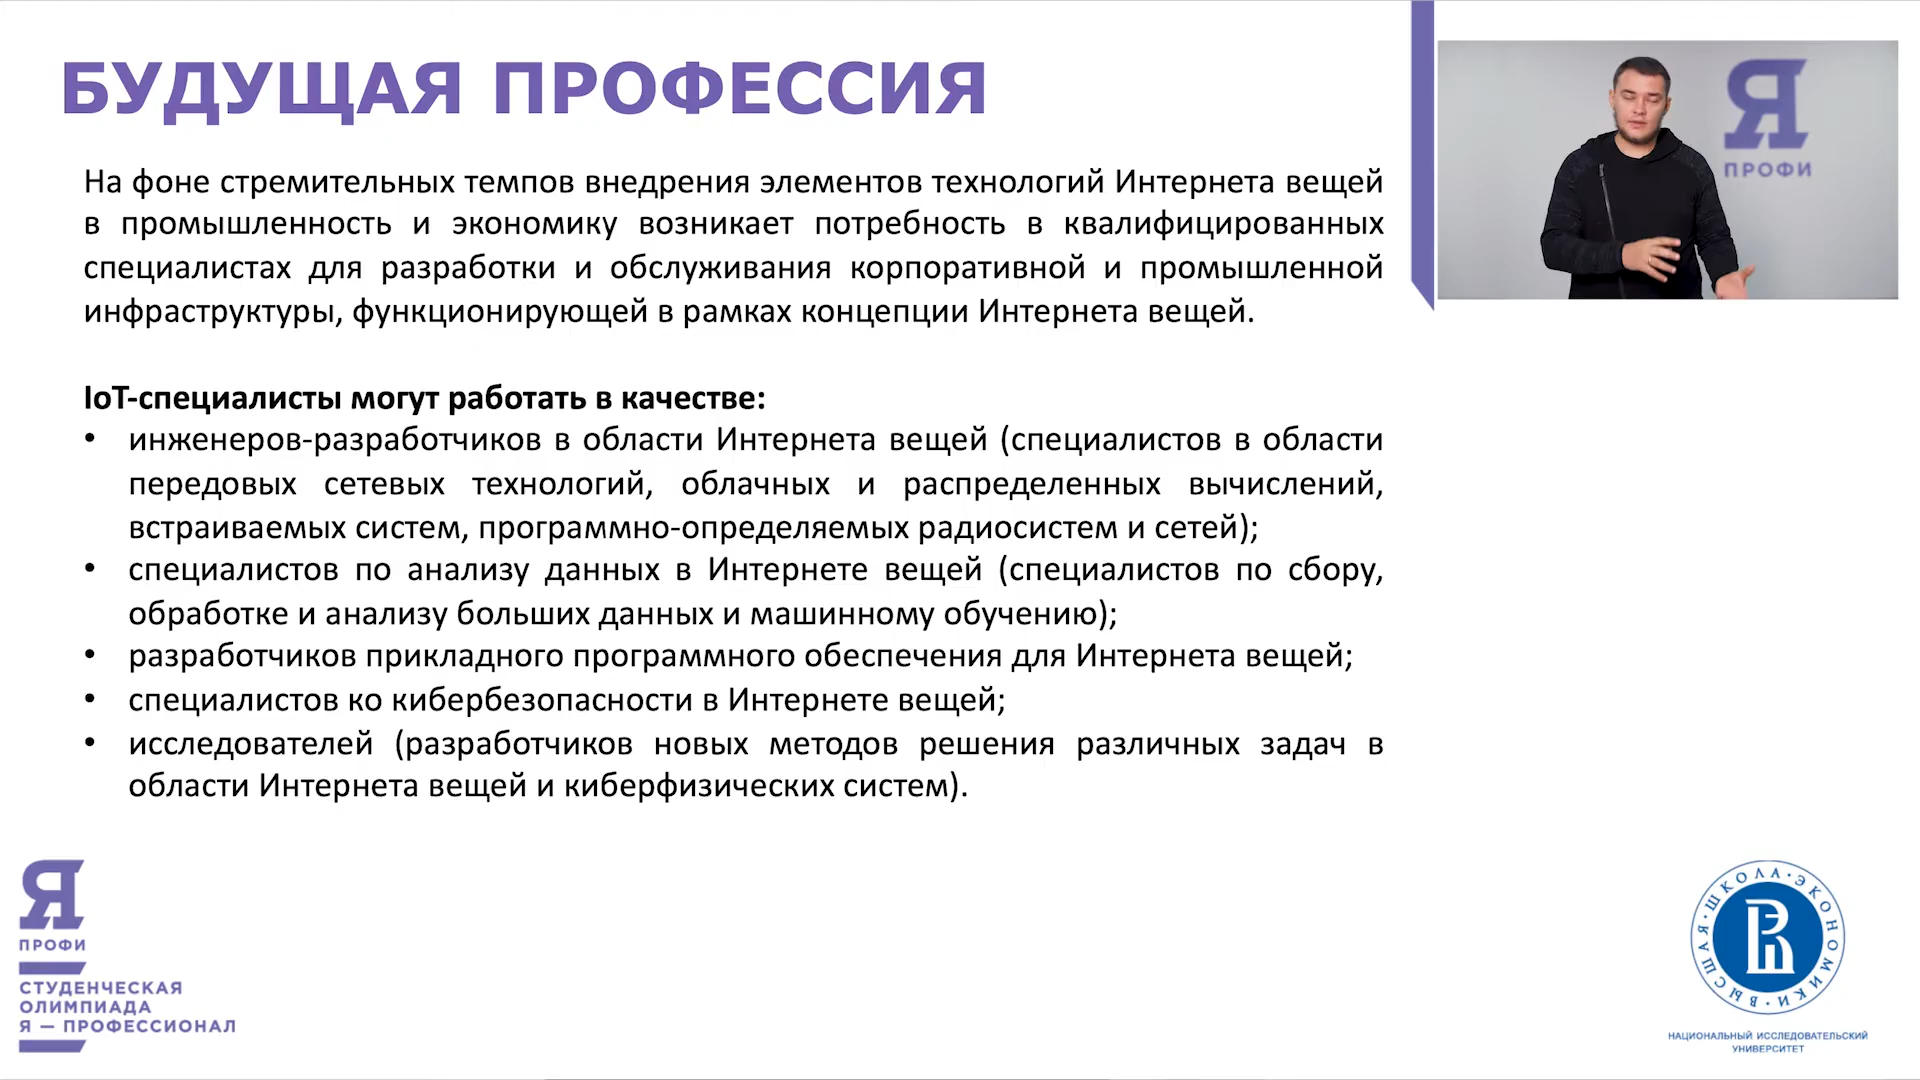 БУДУЩАЯ ПРОФЕССИЯ
На фоне стремительных темпов внедрения элементов технологий Интернета вещей
в промышленность и экономику возникает потребность в квалифицированных
специалистах для разработки и обслуживания корпоративной и промышленной
инфраструктуры, функционирующей в рамках концепции Интернета вещей.
IoT-специалисты могут работать в качестве:
• инженеров-разработчиков в области Интернета вещей (специалистов в области
передовых сетевых технологий, облачных и распределенных вычислений,
встраиваемых систем, программно-определяемых радиосистем и сетей);
• специалистов по анализу данных в Интернете вещей (специалистов по сбору,
обработке и анализу больших данных и машинному обучению);
• разработчиков прикладного программного обеспечения для Интернета вещей;
• специалистов ко кибербезопасности в Интернете вещей;
• исследователей (разработчиков новых методов решения различных задач в
области Интернета вещей и киберфизических систем).
Я
ПРОФИ
Я
ПРОФИ
СТУДЕНЧЕСКАЯ
ОЛИМПИАДА
Я — ПРОФЕССИОНАЛ
ВЫСШАЯ · ШКОЛА · ЭКОНОМИКИ ·
НАЦИОНАЛЬНЫЙ ИССЛЕДОВАТЕЛЬСКИЙ
УНИВЕРСИТЕТ